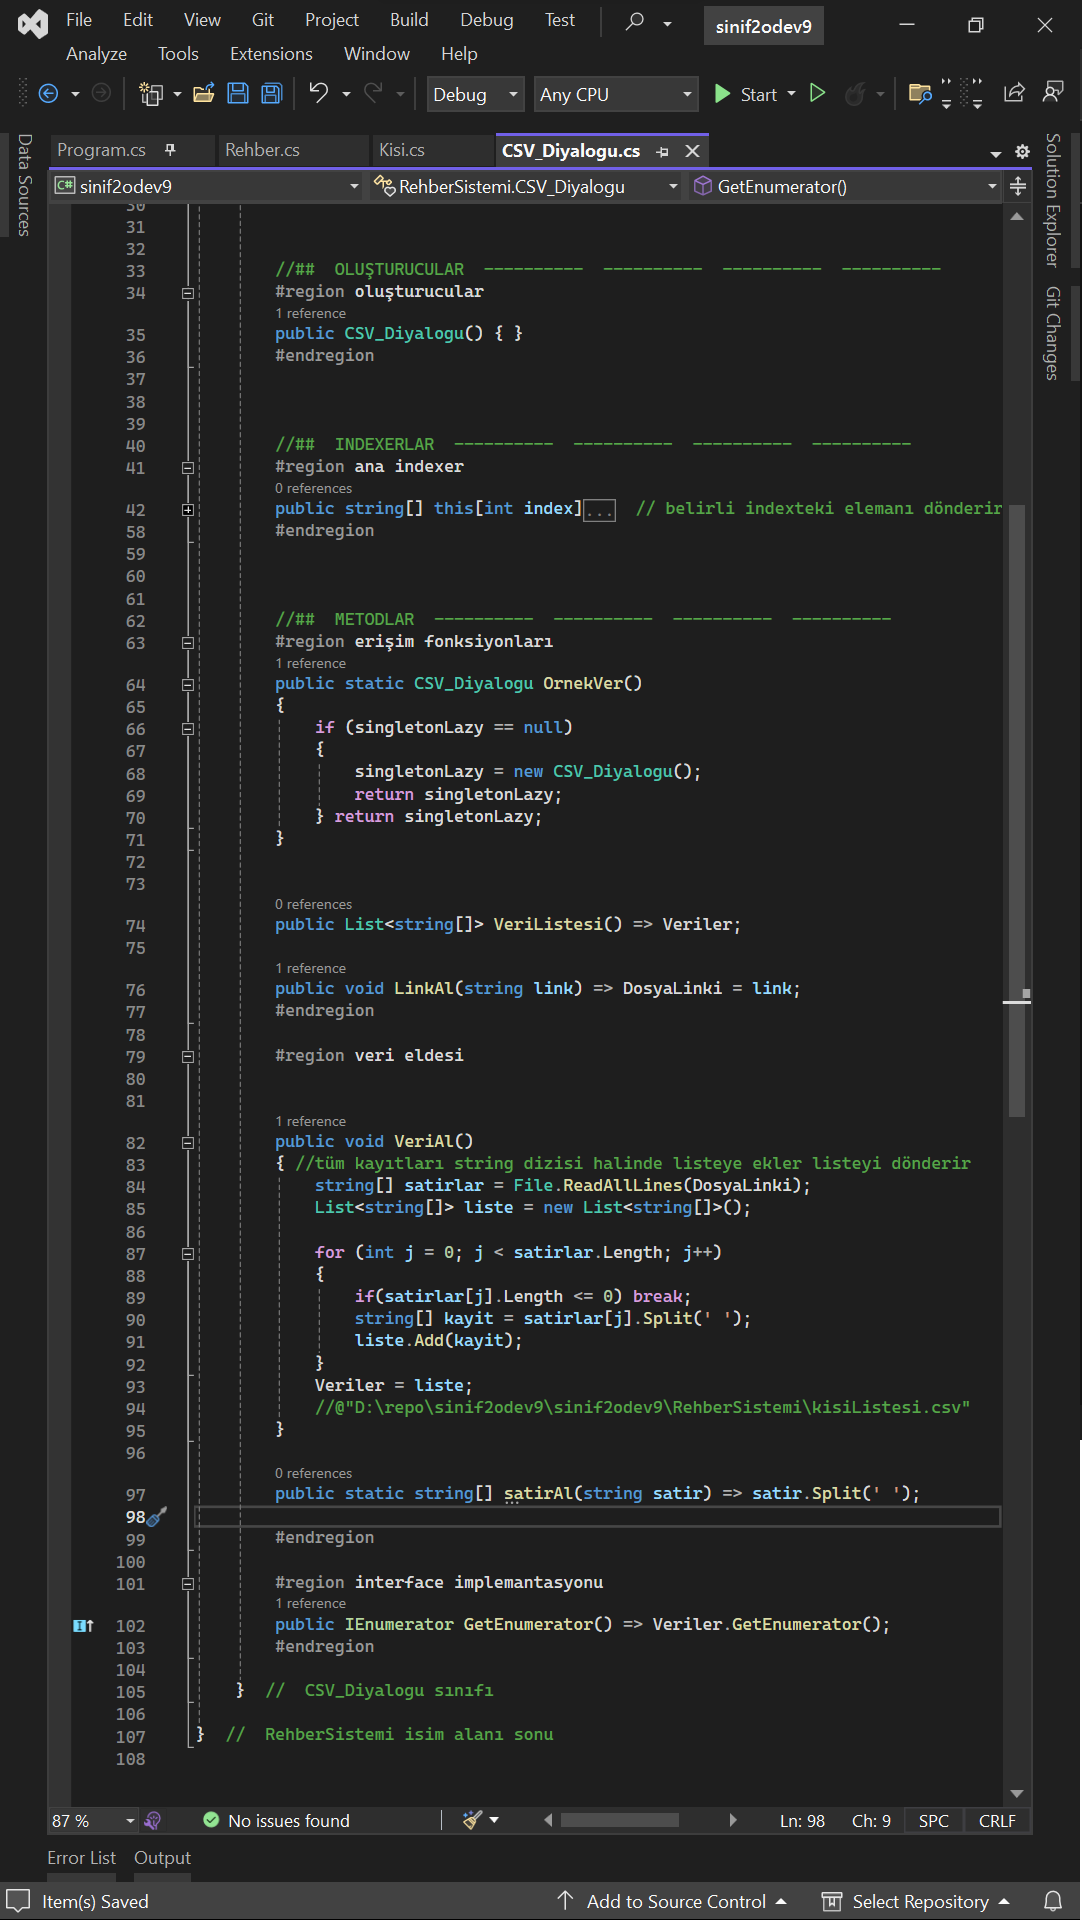 File Edit View Git Project Build Debug Test sinif2odev9
Analyze Tools Extensions Window Help
Debug Any CPU Start
Data Sources
Program.cs Rehber.cs Kisi.cs CSV_Diyalogu.cs
C# sinif2odev9 RehberSistemi.CSV_Diyalogu GetEnumerator()
Solution Explorer
Git Changes
30
31
32
33 //## OLUŞTURUCULAR ---------- ---------- ---------- ----------
34 #region oluşturucular
1 reference
35 public CSV_Diyalogu() { }
36 #endregion
37
38
39
40 //## INDEXERLAR ---------- ---------- ---------- ----------
41 #region ana indexer
0 references
42 public string[] this[int index]... // belirli indexteki elemanı dönderir
58 #endregion
59
60
61
62 //## METODLAR ---------- ---------- ---------- ----------
63 #region erişim fonksiyonları
1 reference
64 public static CSV_Diyalogu OrnekVer()
65 {
66 if (singletonLazy == null)
67 {
68 singletonLazy = new CSV_Diyalogu();
69 return singletonLazy;
70 } return singletonLazy;
71 }
72
73
0 references
74 public List<string[]> VeriListesi() => Veriler;
75
1 reference
76 public void LinkAl(string link) => DosyaLinki = link;
77 #endregion
78
79 #region veri eldesi
80
81
1 reference
82 public void VeriAl()
83 { //tüm kayıtları string dizisi halinde listeye ekler listeyi dönderir
84 string[] satirlar = File.ReadAllLines(DosyaLinki);
85 List<string[]> liste = new List<string[]>();
86
87 for (int j = 0; j < satirlar.Length; j++)
88 {
89 if(satirlar[j].Length <= 0) break;
90 string[] kayit = satirlar[j].Split(' ');
91 liste.Add(kayit);
92 }
93 Veriler = liste;
94 //@"D:\repo\sinif2odev9\sinif2odev9\RehberSistemi\kisiListesi.csv"
95 }
96
0 references
97 public static string[] satirAl(string satir) => satir.Split(' ');
98
99 #endregion
100
101 #region interface implemantasyonu
1 reference
102 public IEnumerator GetEnumerator() => Veriler.GetEnumerator();
103 #endregion
104
105 } // CSV_Diyalogu sınıfı
106
107 } // RehberSistemi isim alanı sonu
108
87 % No issues found Ln: 98 Ch: 9 SPC CRLF
Error List Output
Item(s) Saved Add to Source Control Select Repository